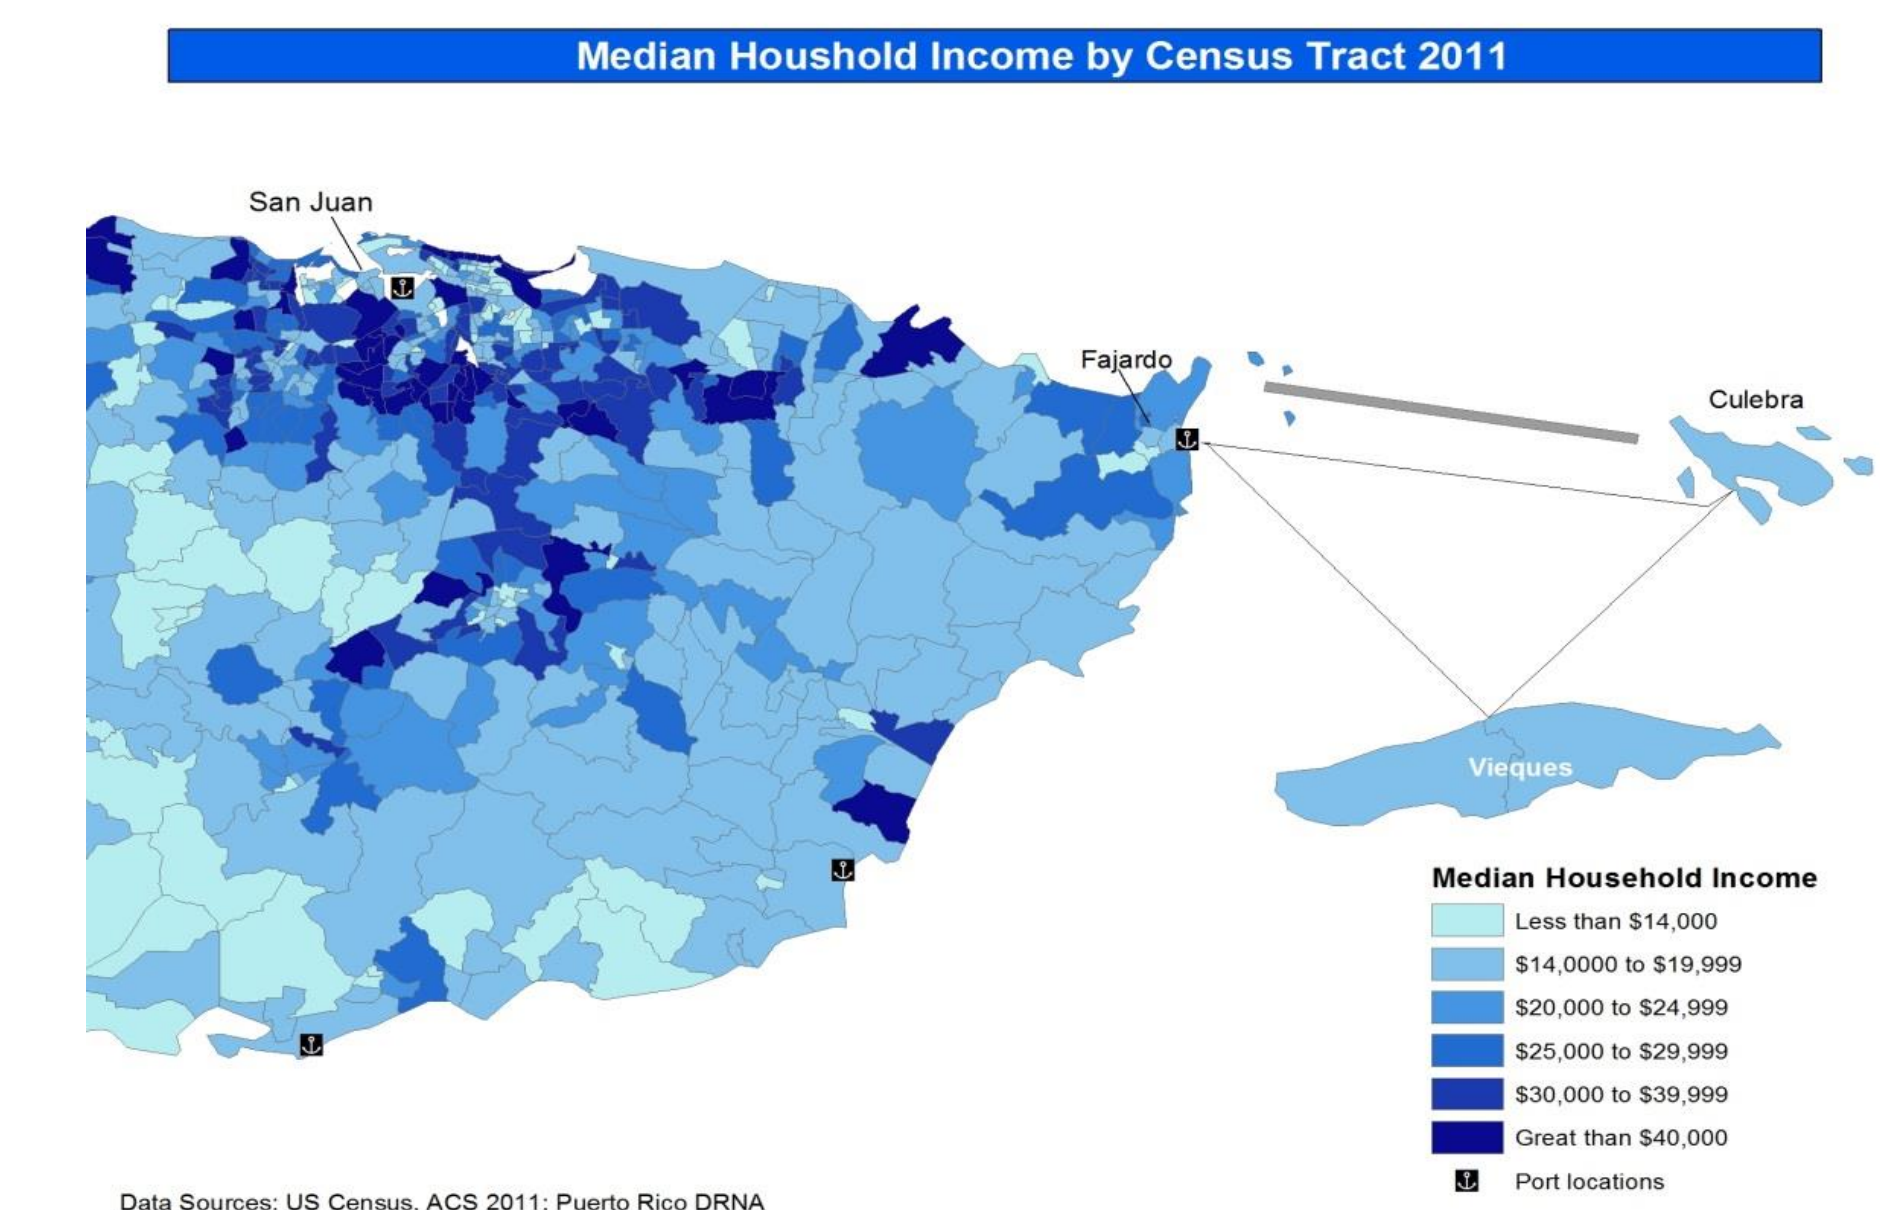 Median Houshold Income by Census Tract 2011
San Juan
Fajardo
Culebra
Vieques
Median Household Income
Less than $14,000
$14,0000 to $19,999
$20,000 to $24,999
$25,000 to $29,999
$30,000 to $39,999
Great than $40,000
Port locations
Data Sources: US Census, ACS 2011; Puerto Rico DRNA